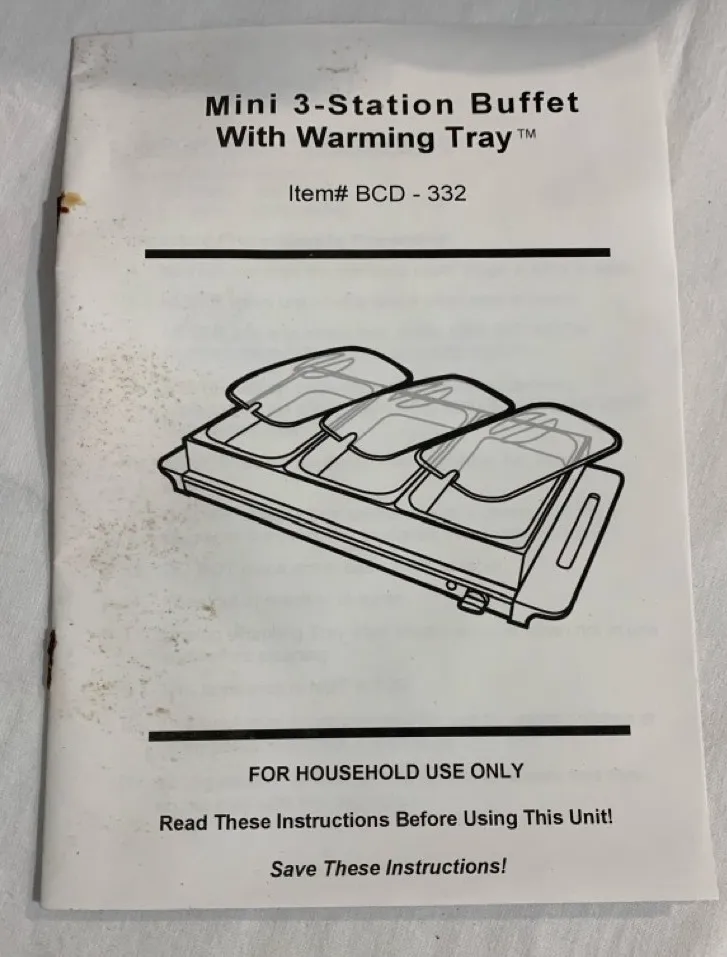 Mini 3-Station Buffet
With Warming Tray™
Item# BCD - 332
FOR HOUSEHOLD USE ONLY
Read These Instructions Before Using This Unit!
Save These Instructions!